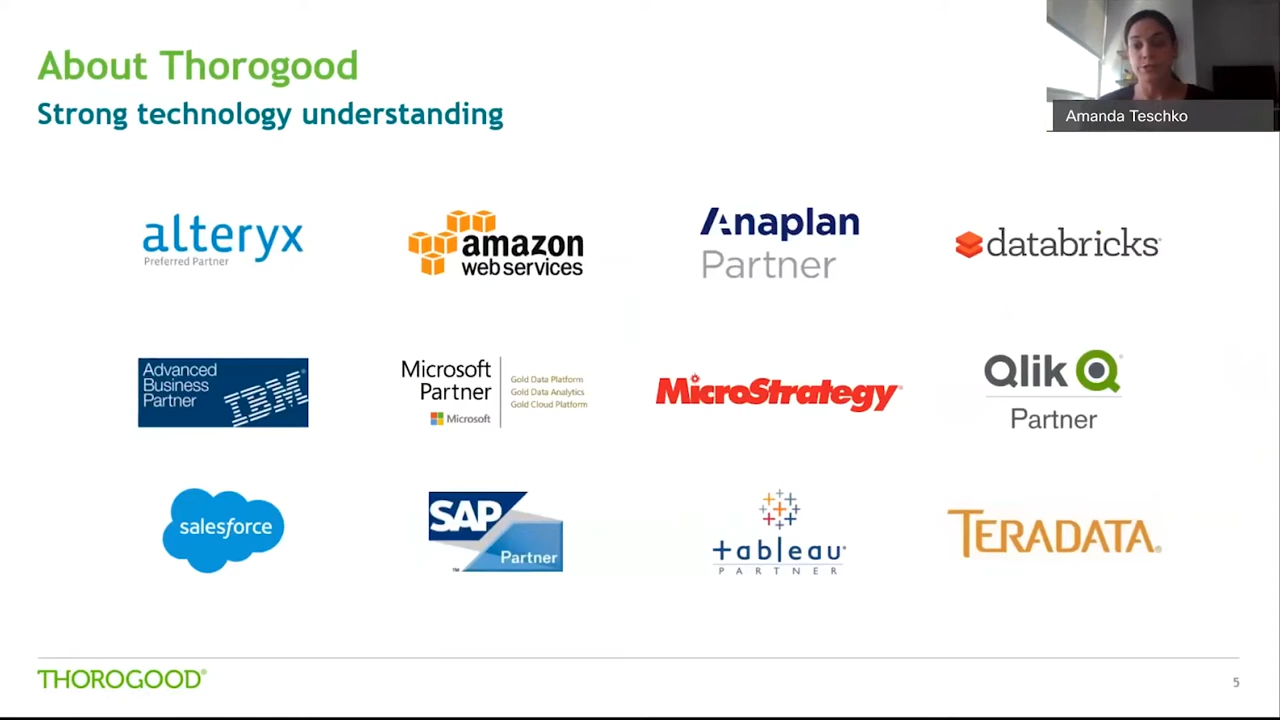 About Thorogood
Strong technology understanding
Amanda Teschko
alteryx
Preferred Partner
amazon
web services
Anaplan
Partner
databricks
Advanced
Business
Partner
IBM
Microsoft
Partner
Microsoft
Gold Data Platform
Gold Data Analytics
Gold Cloud Platform
MicroStrategy
Qlik
Partner
salesforce
SAP
Partner
+ableau
PARTNER
TERADATA
THOROGOOD
5